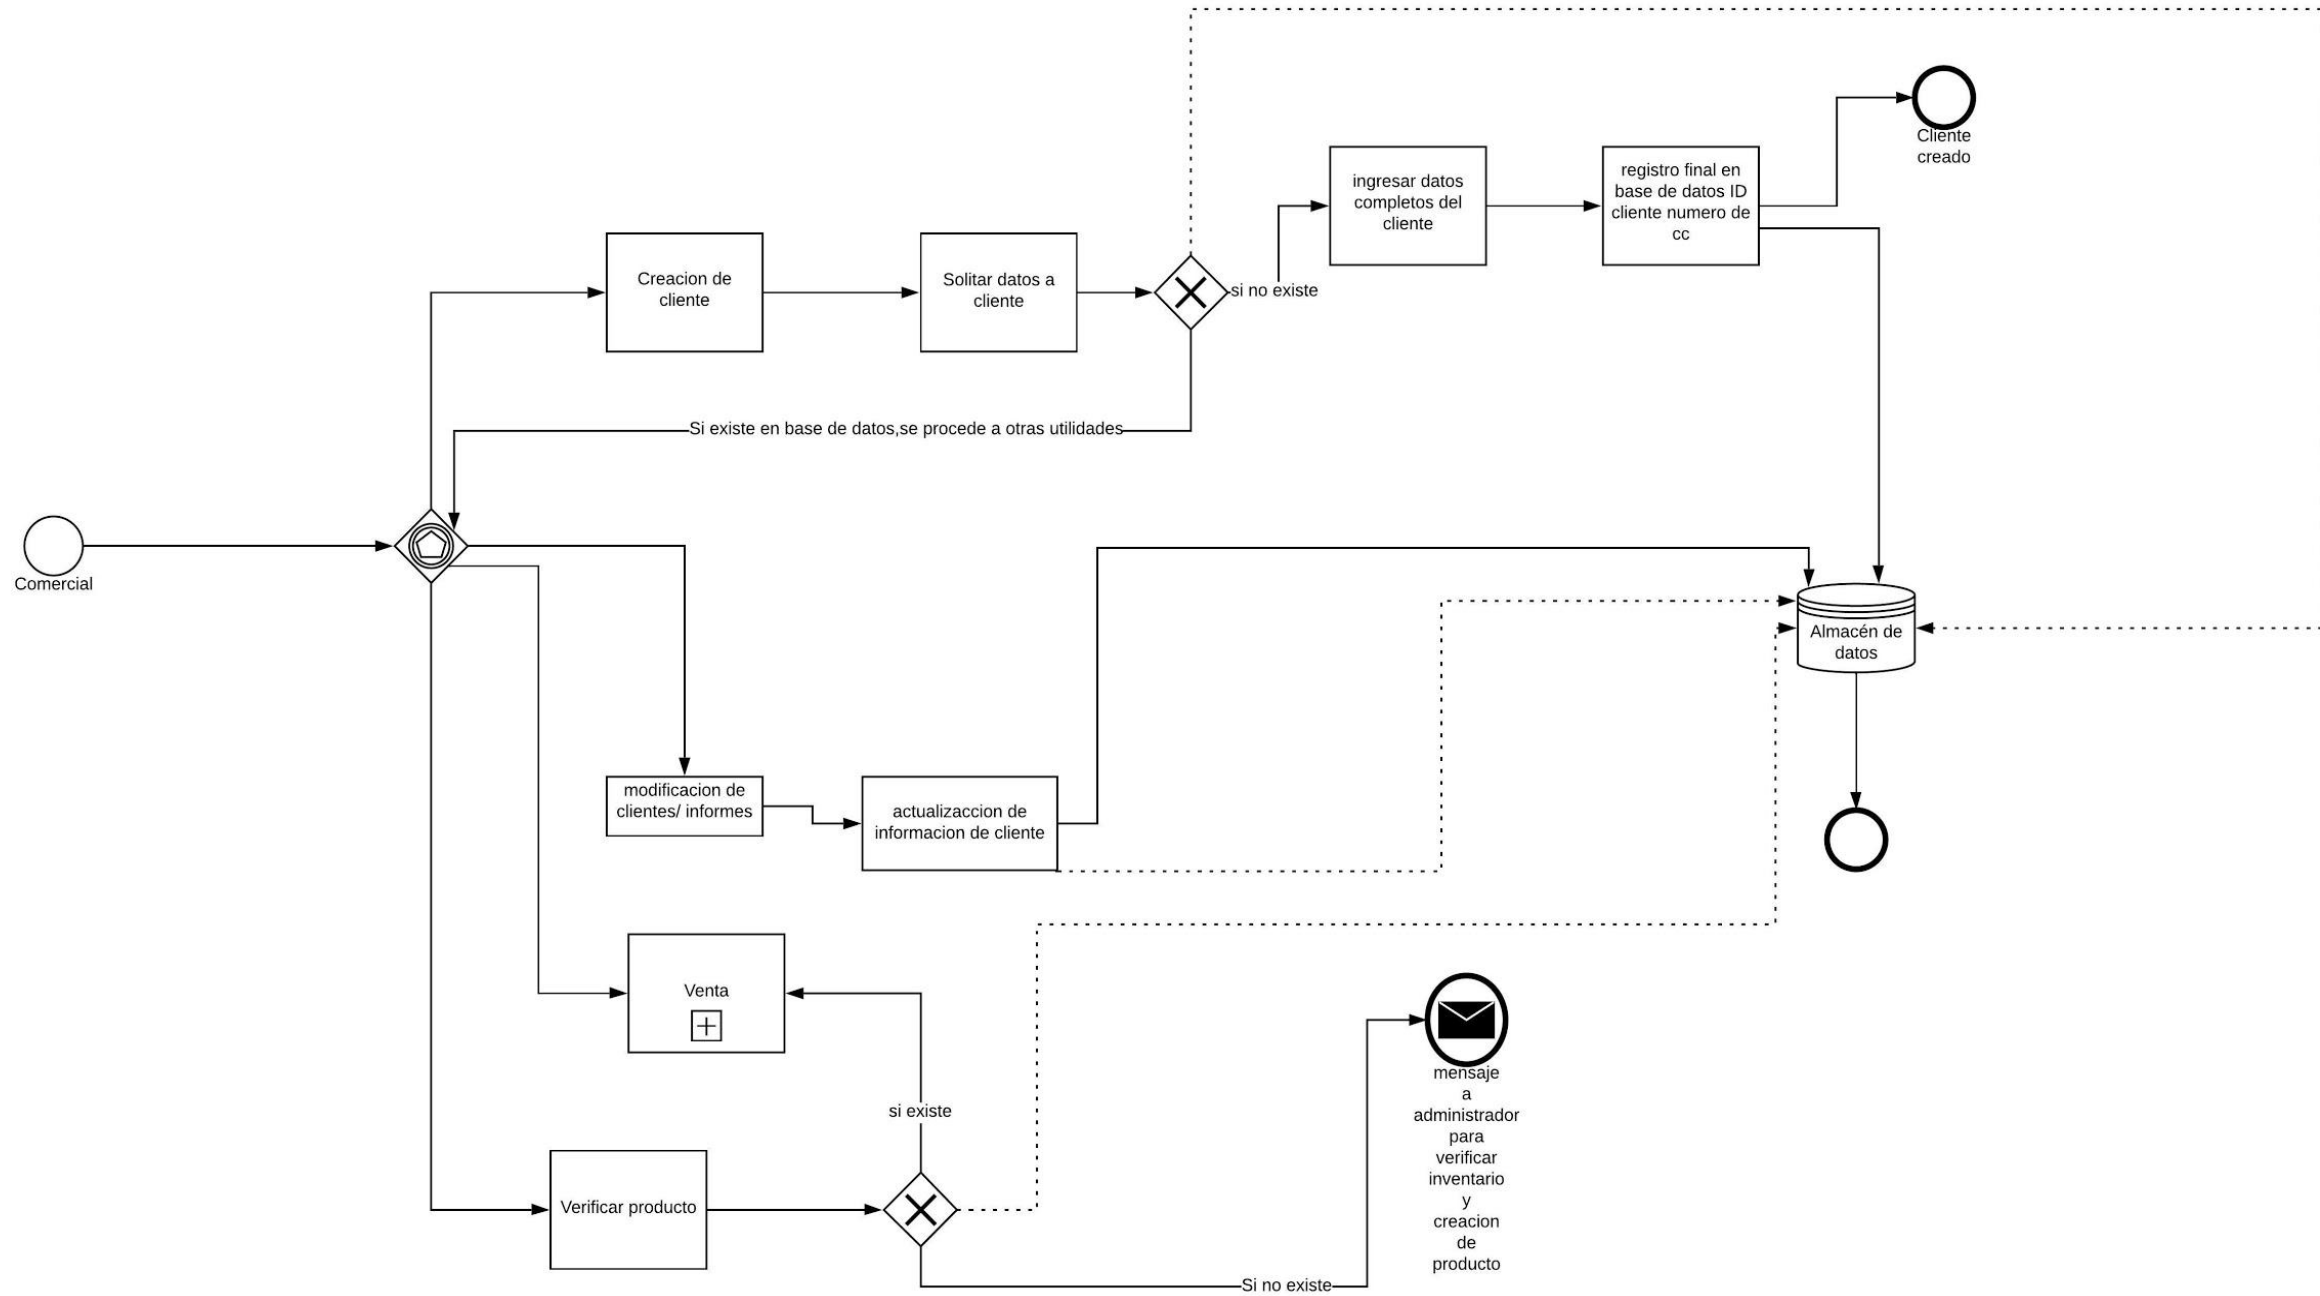 Cliente
creado
ingresar datos
completos del
cliente
registro final en
base de datos ID
cliente numero de
cc
Creacion de
cliente
Solitar datos a
cliente
si no existe
Si existe en base de datos,se procede a otras utilidades
Comercial
Almacén de
datos
modificacion de
clientes/ informes
actualizaccion de
informacion de cliente
Venta
si existe
mensaje
a
administrador
para
verificar
inventario
y
creacion
de
producto
Verificar producto
Si no existe